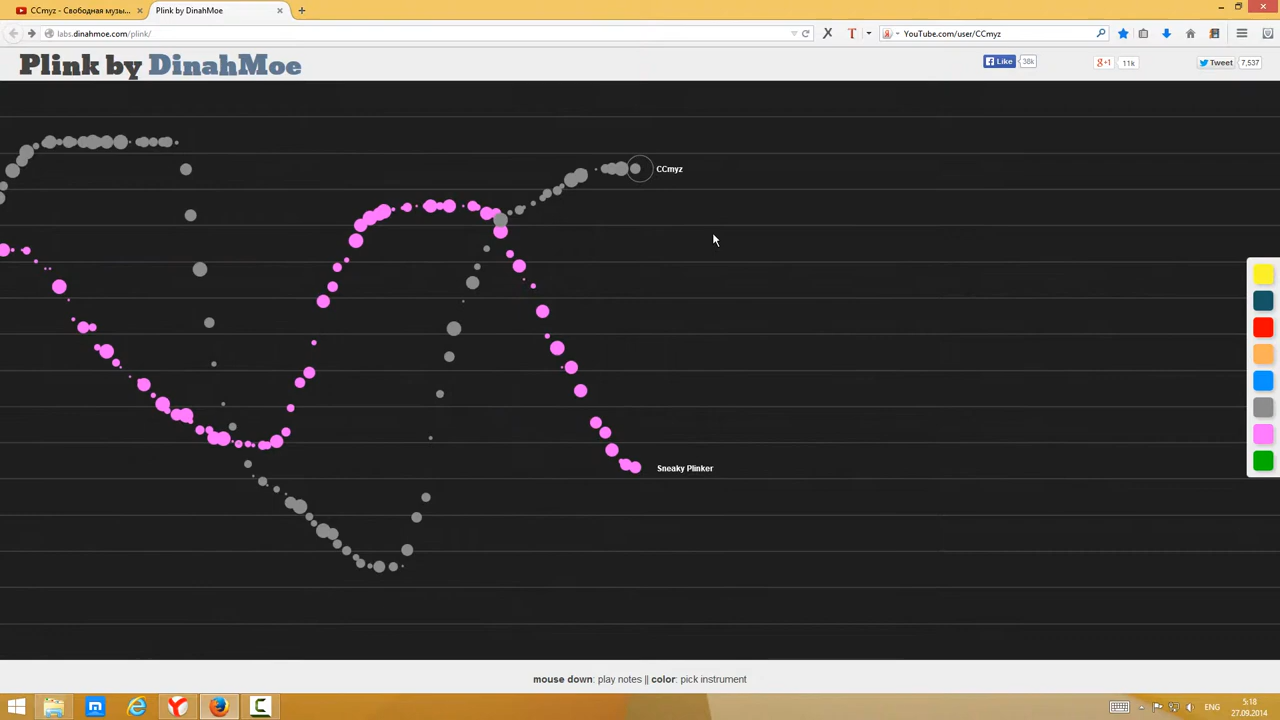 CCmyz - Свободная музы...
Plink by DinahMoe
labs.dinahmoe.com/plink/
YouTube.com/user/CCmyz
Plink by DinahMoe
Like 38k
+1 11k
Tweet 7,537
CCmyz
Sneaky Plinker
mouse down: play notes || color: pick instrument
ENG
5:18
27.09.2014